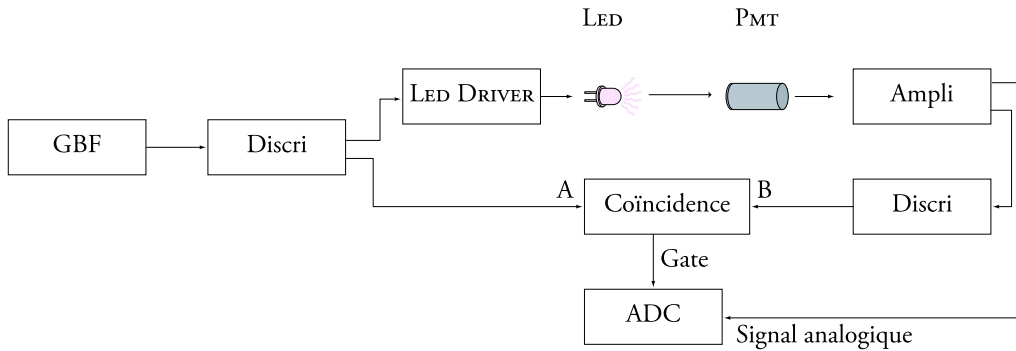 LED
PMT
LED DRIVER
Ampli
GBF
Discri
A
Coïncidence
B
Discri
Gate
ADC
Signal analogique